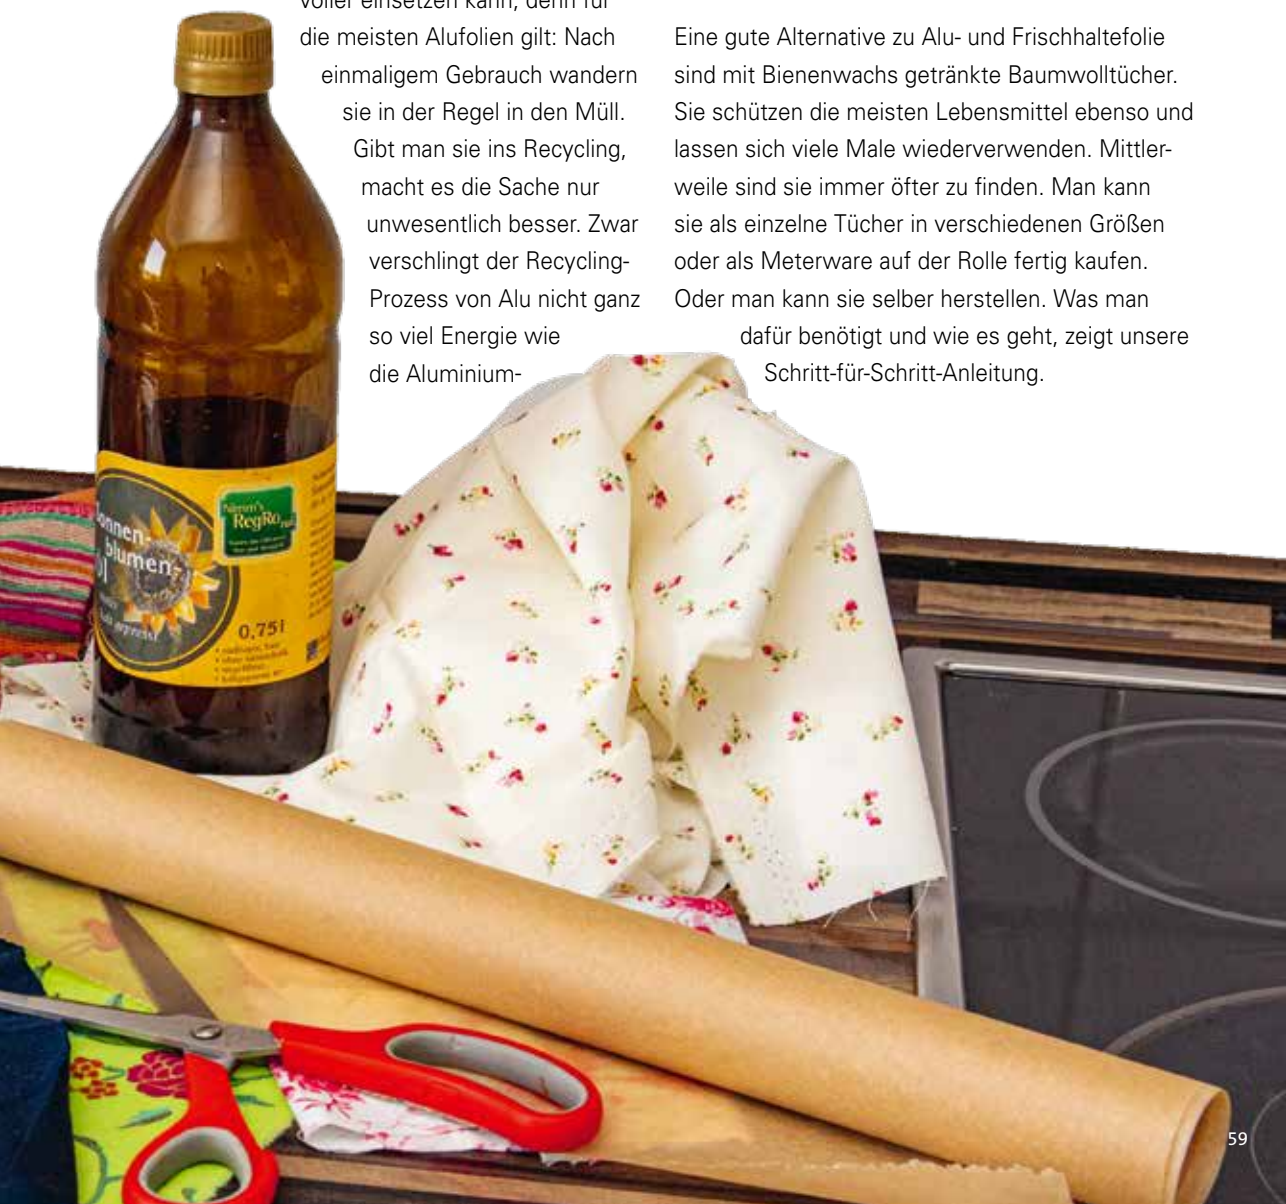 voller einsetzen kann, denn für
die meisten Alufolien gilt: Nach
einmaligem Gebrauch wandern
sie in der Regel in den Müll.
Gibt man sie ins Recycling,
macht es die Sache nur
unwesentlich besser. Zwar
verschlingt der Recycling-
Prozess von Alu nicht ganz
so viel Energie wie
die Aluminium-
Eine gute Alternative zu Alu- und Frischhaltefolie
sind mit Bienenwachs getränkte Baumwolltücher.
Sie schützen die meisten Lebensmittel ebenso und
lassen sich viele Male wiederverwenden. Mittler-
weile sind sie immer öfter zu finden. Man kann
sie als einzelne Tücher in verschiedenen Größen
oder als Meterware auf der Rolle fertig kaufen.
Oder man kann sie selber herstellen. Was man
dafür benötigt und wie es geht, zeigt unsere
Schritt-für-Schritt-Anleitung.
Nimm's
RegRo
onnen-
blumen-
0,75l
59